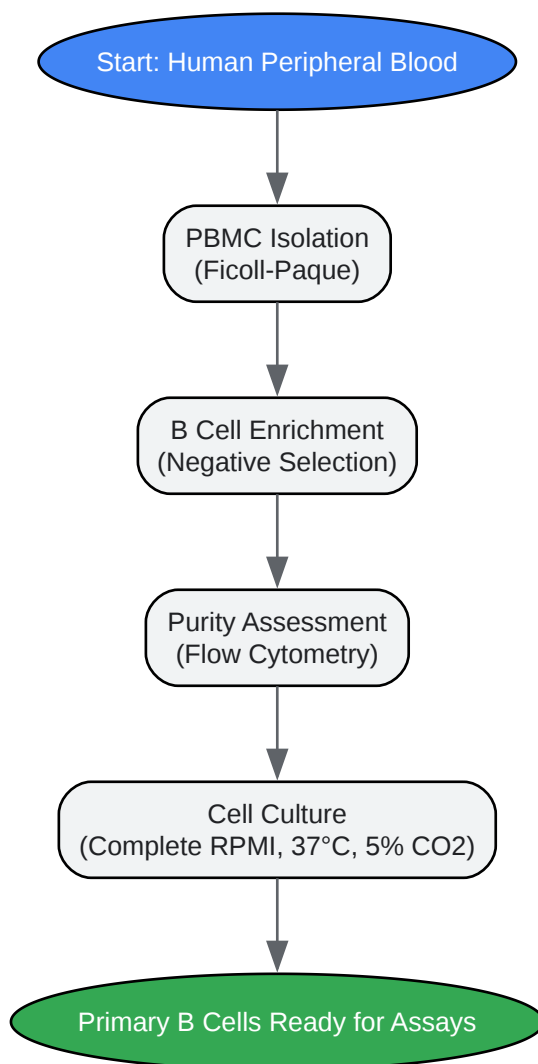 Start: Human Peripheral Blood
PBMC Isolation
(Ficoll-Paque)
B Cell Enrichment
(Negative Selection)
Purity Assessment
(Flow Cytometry)
Cell Culture
(Complete RPMI, 37°C, 5% CO2)
Primary B Cells Ready for Assays